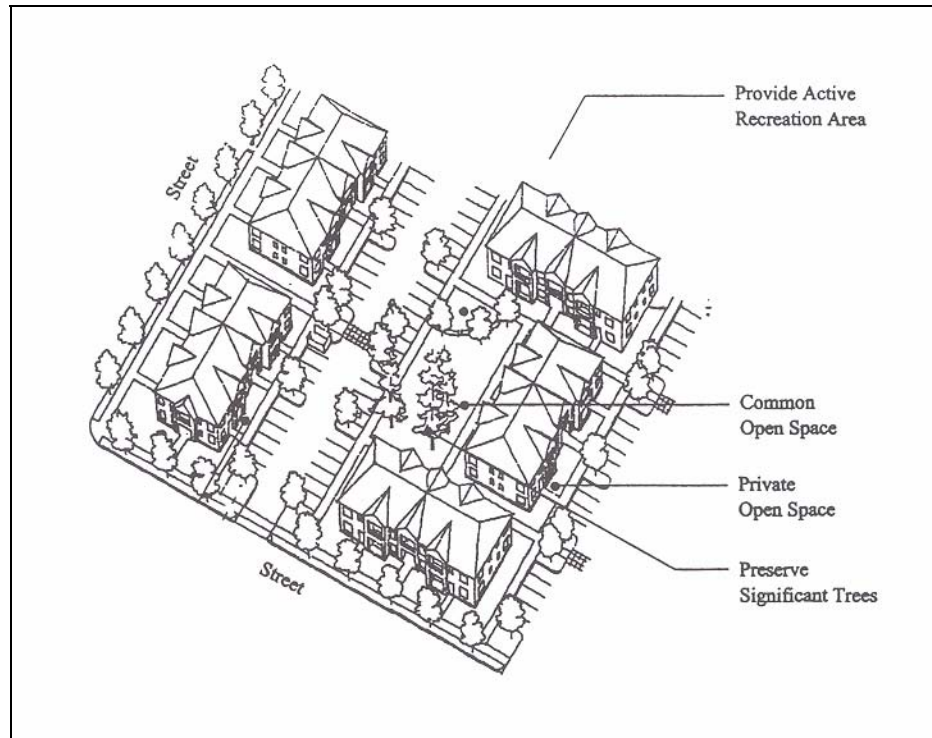 Provide Active
Recreation Area
Street
Common
Open Space
Private
Open Space
Street
Preserve
Significant Trees